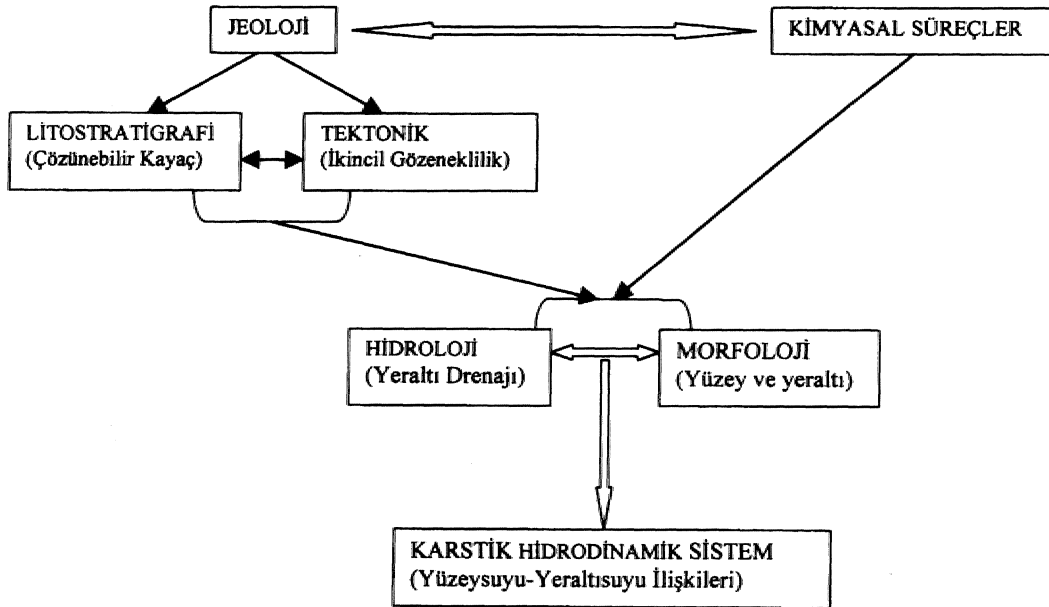 JEOLOJİ
KİMYASAL SÜREÇLER
LİTOSTRATİGRAFİ
(Çözünebilir Kayaç)
TEKTONİK
(İkincil Gözeneklilik)
HİDROLOJİ
(Yeraltı Drenajı)
MORFOLOJİ
(Yüzey ve yeraltı)
KARSTİK HİDRODİNAMİK SİSTEM
(Yüzeysuyu-Yeraltısuyu İlişkileri)